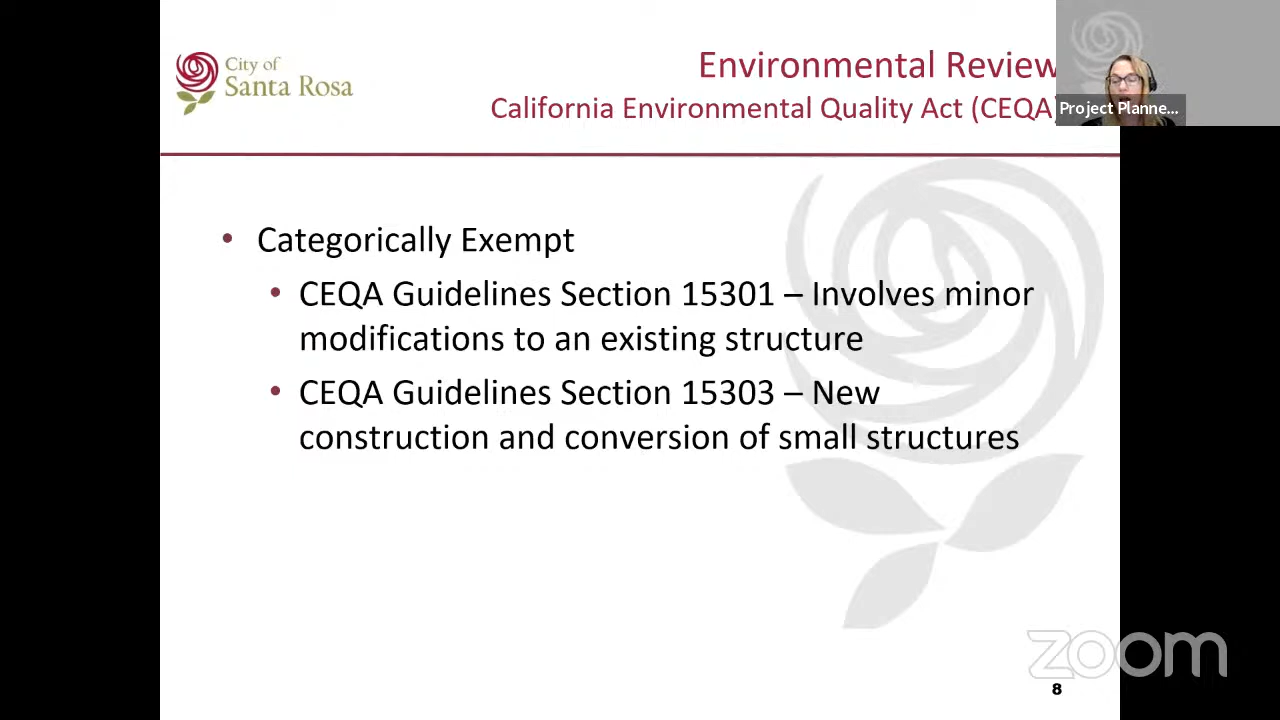 City of
Santa Rosa
Environmental Review
California Environmental Quality Act (CEQA)
Project Planne...
• Categorically Exempt
• CEQA Guidelines Section 15301 – Involves minor
modifications to an existing structure
• CEQA Guidelines Section 15303 – New
construction and conversion of small structures
zoom
8